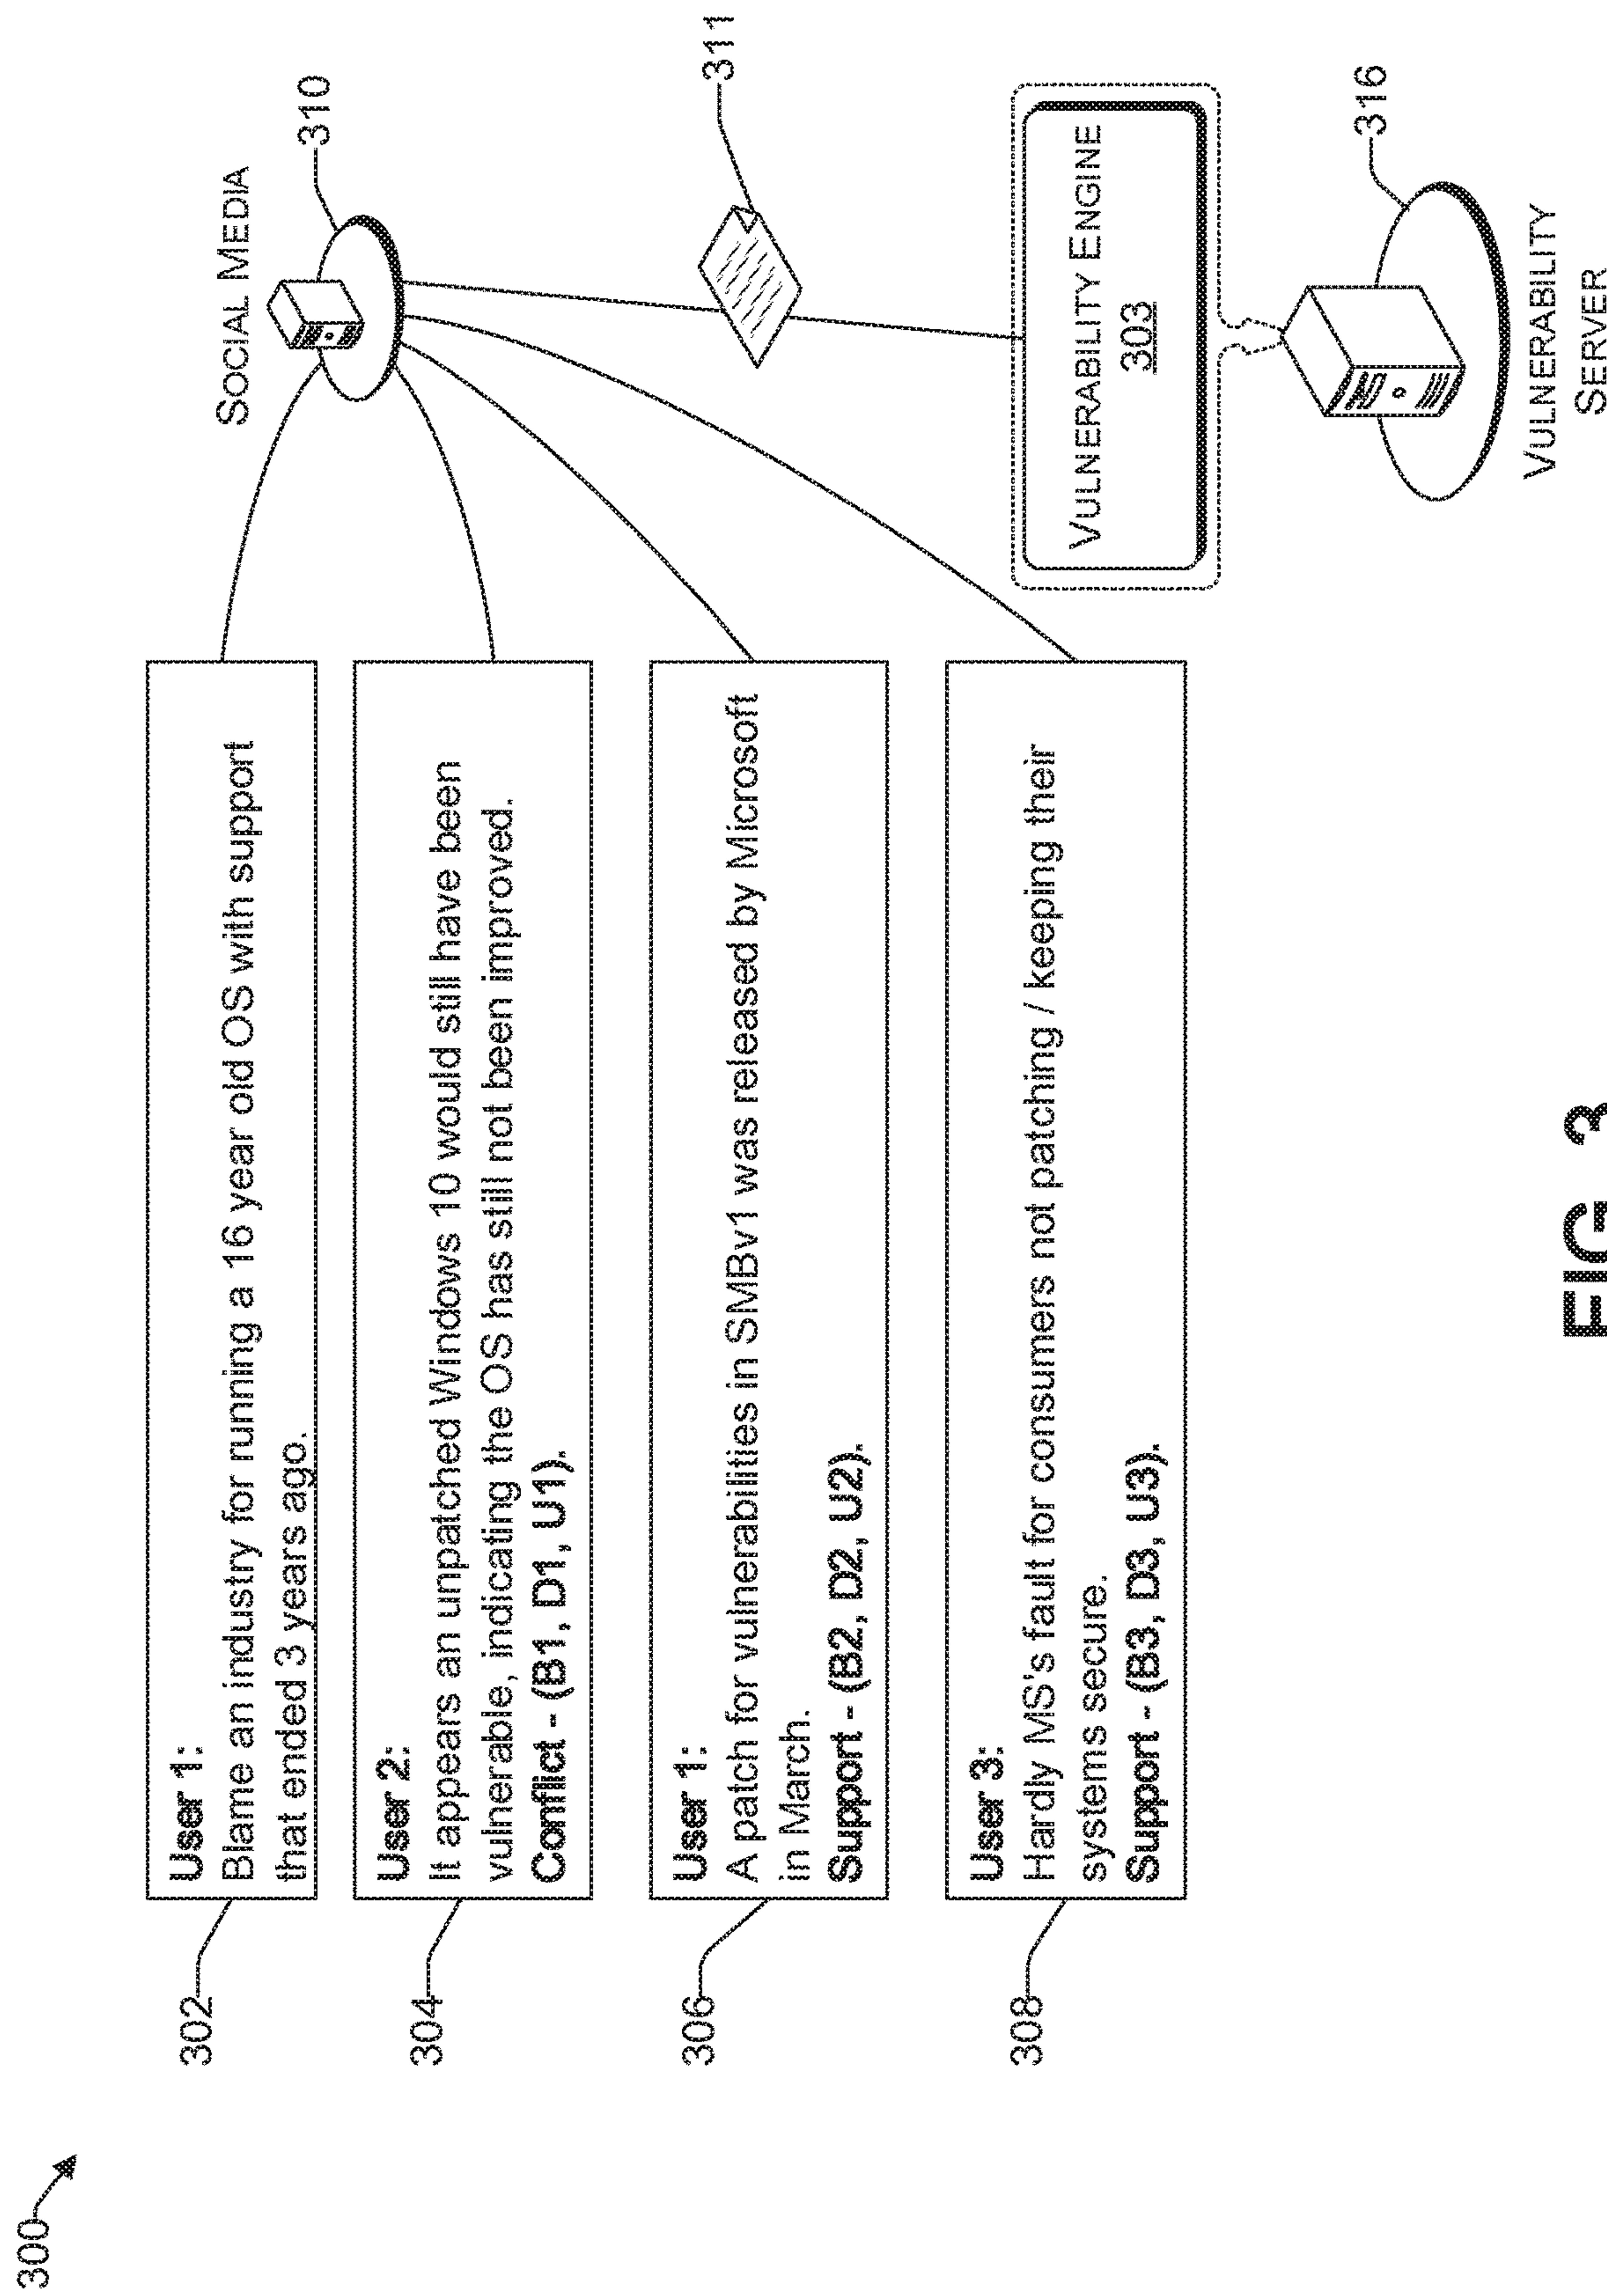 300
302
User 1:
Blame an industry for running a 16 year old OS with support
that ended 3 years ago.
304
User 2:
It appears an unpatched Windows 10 would still have been
vulnerable, indicating the OS has still not been improved.
Conflict - (B1, D1, U1).
306
User 1:
A patch for vulnerabilities in SMBv1 was released by Microsoft
in March.
Support - (B2, D2, U2).
308
User 3:
Hardly MS's fault for consumers not patching / keeping their
systems secure.
Support - (B3, D3, U3).
SOCIAL MEDIA
310
311
VULNERABILITY ENGINE
303
316
VULNERABILITY
SERVER
FIG. 3